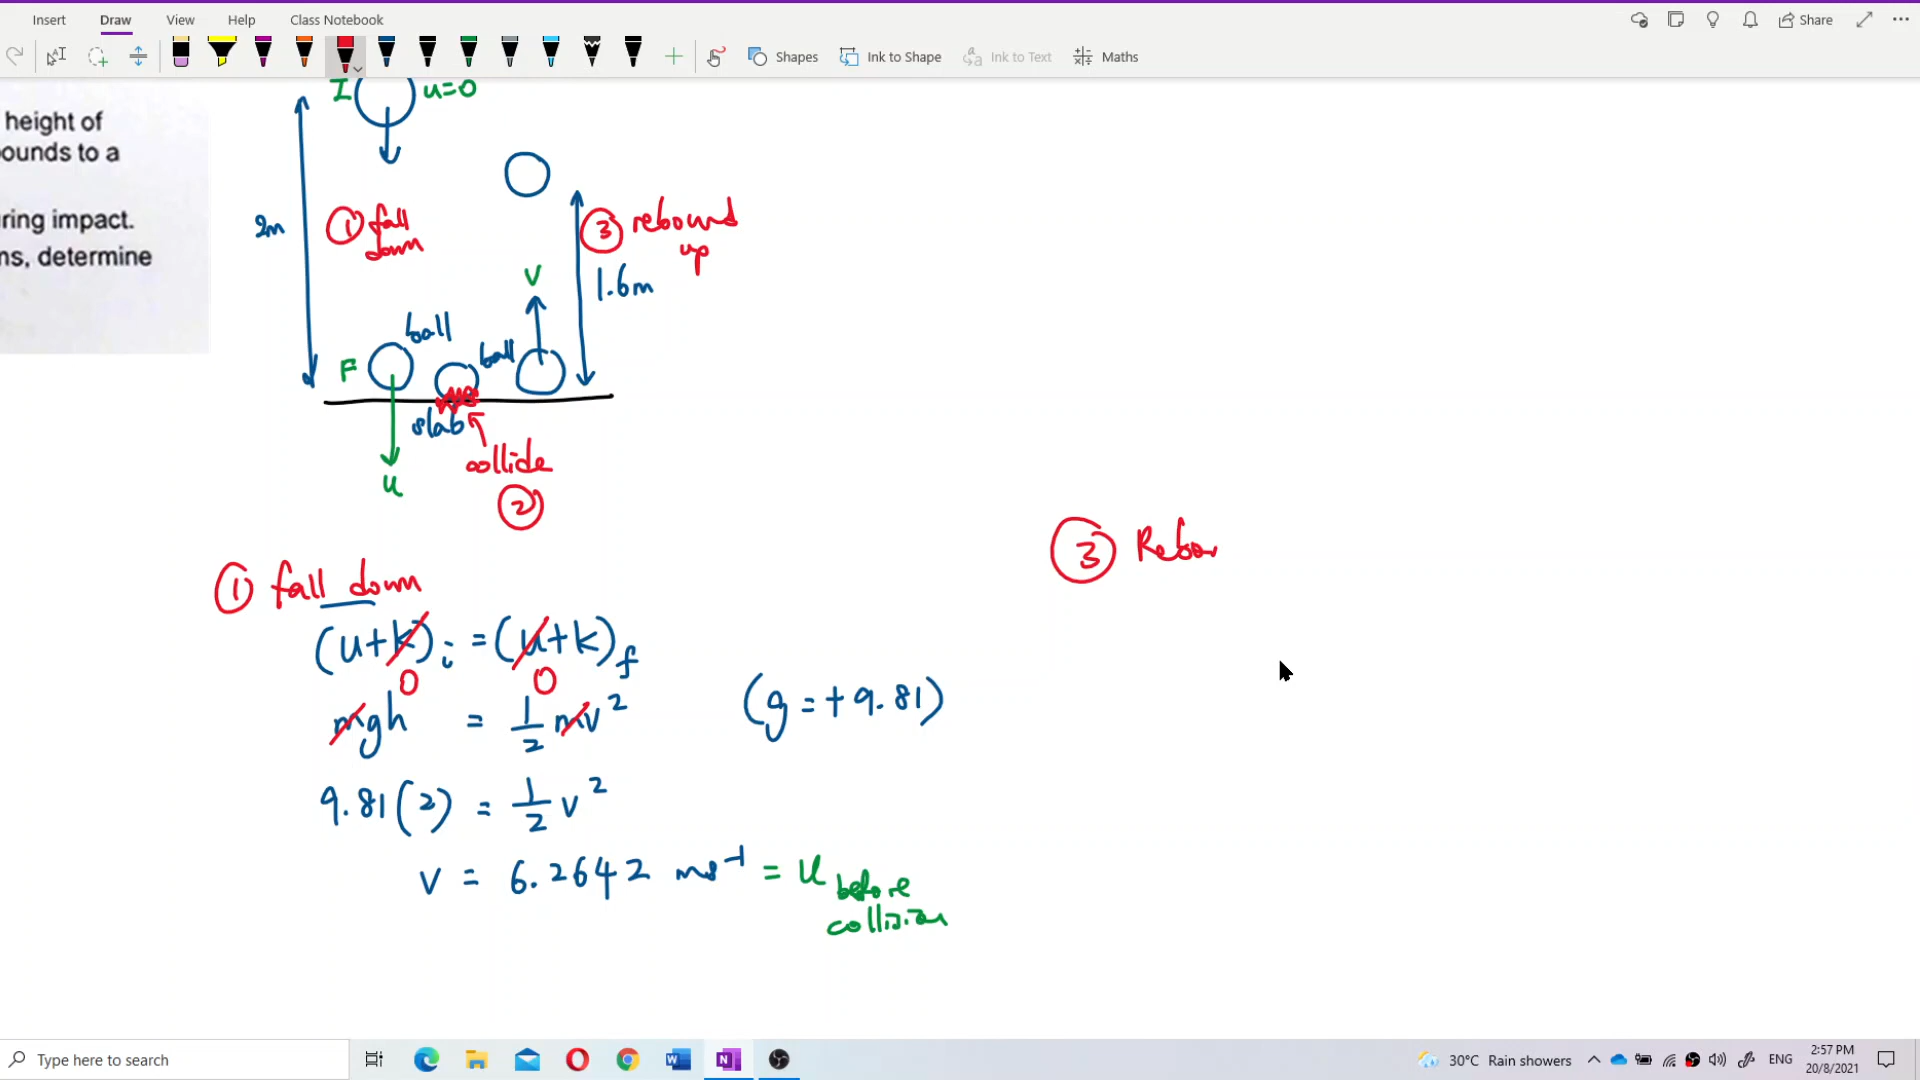 Insert Draw View Help Class Notebook
Share
Shapes Ink to Shape Ink to Text Maths
height of
ounds to a
ring impact.
ns, determine
I u=0
2m
① fall
down
③ rebound
up
1.6m
v
ball
ball
F
slab
u
collide
②
① fall down
(u+k)i = (u+k)f
0 0
mgh = 1/2 mv²
(g = +9.81)
9.81(2) = 1/2 v²
v = 6.2642 ms⁻¹ = u before
collision
③ Rebou
Type here to search
30°C Rain showers
ENG
2:57 PM
20/8/2021